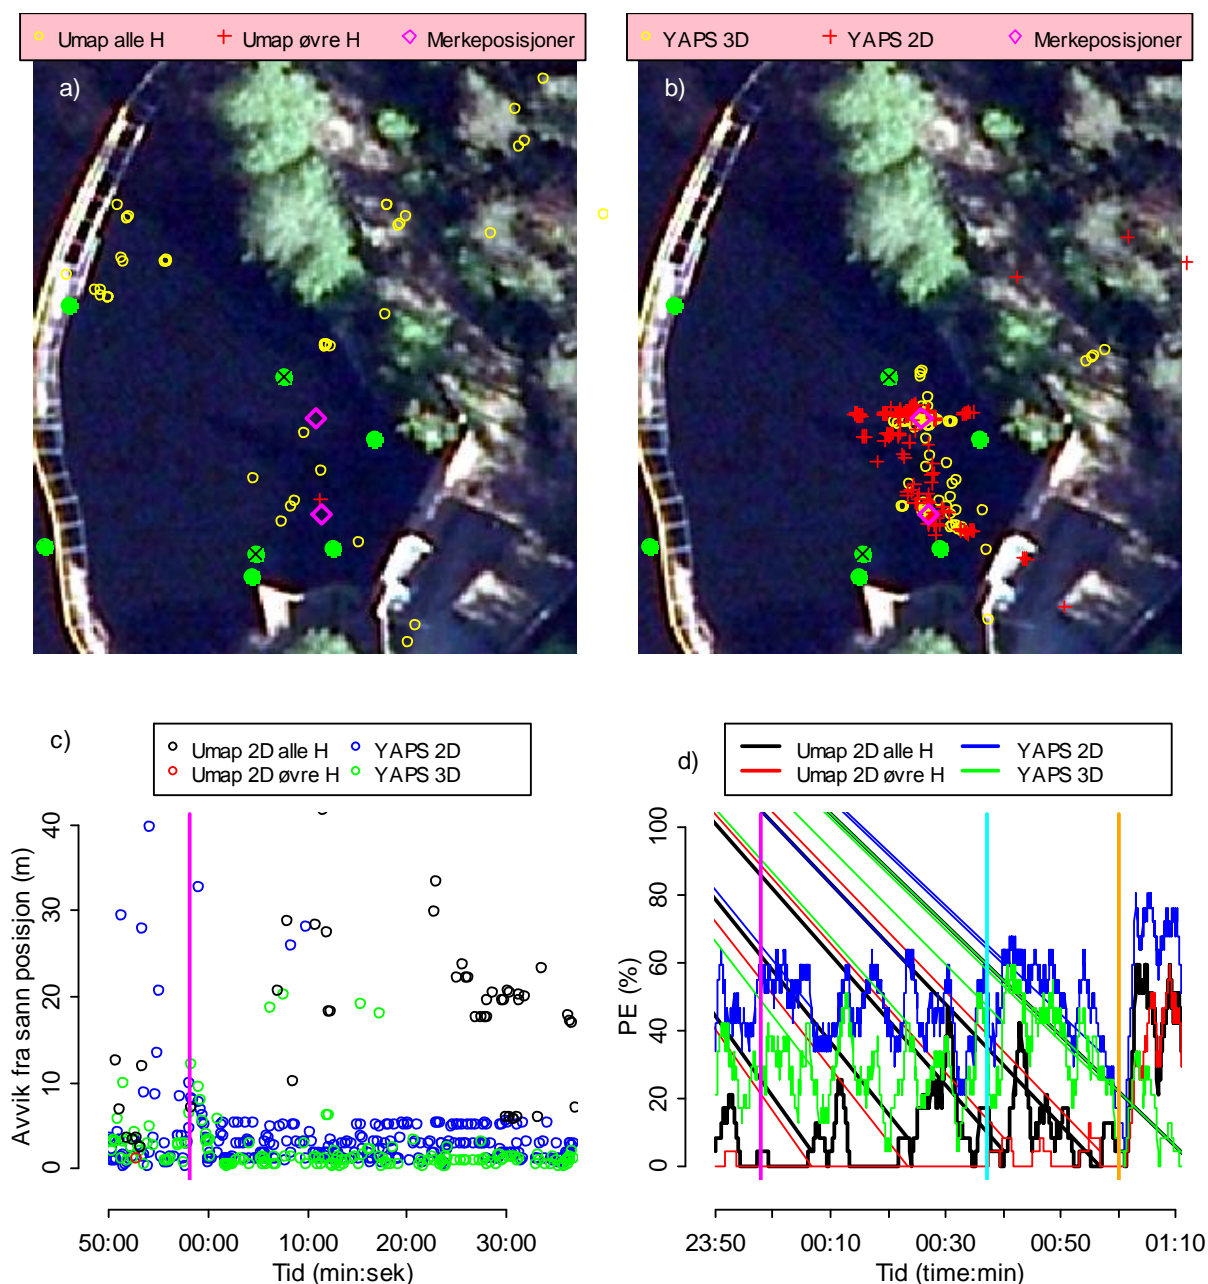 Umap alle H Umap øvre H Merkeposisjoner
YAPS 3D YAPS 2D Merkeposisjoner
a)
b)
c)
Umap 2D alle H YAPS 2D
Umap 2D øvre H YAPS 3D
Avvik fra sann posisjon (m)
40
30
20
10
0
50:00 00:00 10:00 20:00 30:00
Tid (min:sek)
d)
Umap 2D alle H YAPS 2D
Umap 2D øvre H YAPS 3D
PE (%)
100
80
60
40
20
0
23:50 00:10 00:30 00:50 01:10
Tid (time:min)